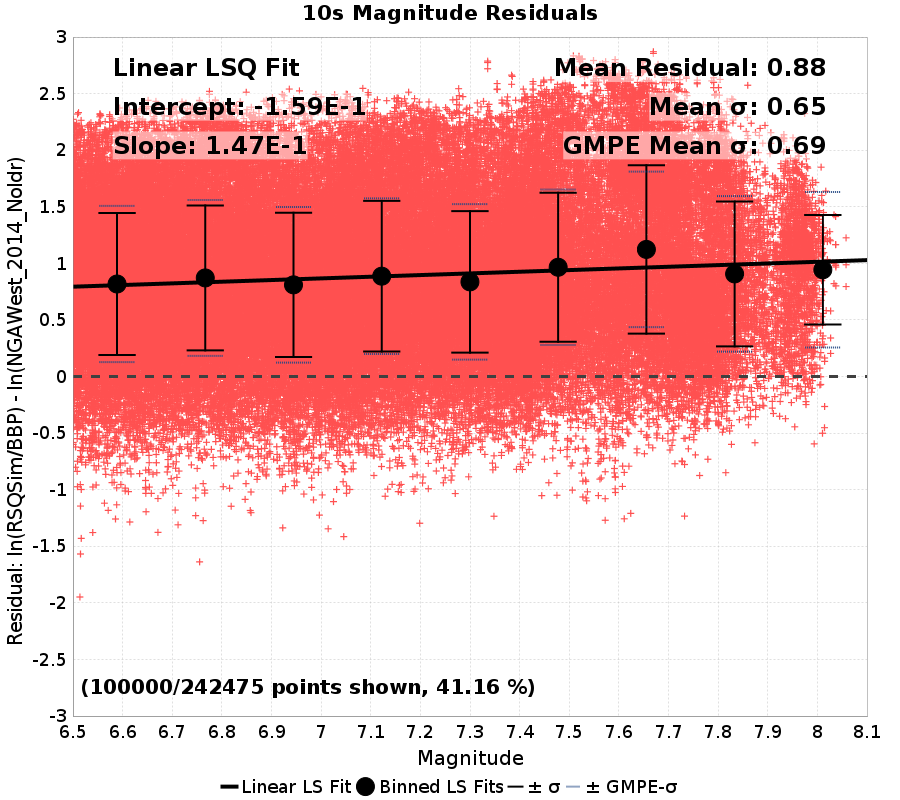 10s Magnitude Residuals
Linear LSQ Fit
Intercept: -1.59E-1
Slope: 1.47E-1
Mean Residual: 0.88
Mean σ: 0.65
GMPE Mean σ: 0.69
Residual: ln(RSQSim/BBP) - ln(NGAWest_2014_NoIdr)
3
2.5
2
1.5
1
0.5
0
-0.5
-1
-1.5
-2
-2.5
-3
(100000/242475 points shown, 41.16 %)
6.5 6.6 6.7 6.8 6.9 7 7.1 7.2 7.3 7.4 7.5 7.6 7.7 7.8 7.9 8 8.1
Magnitude
Linear LS Fit Binned LS Fits ± σ ± GMPE-σ